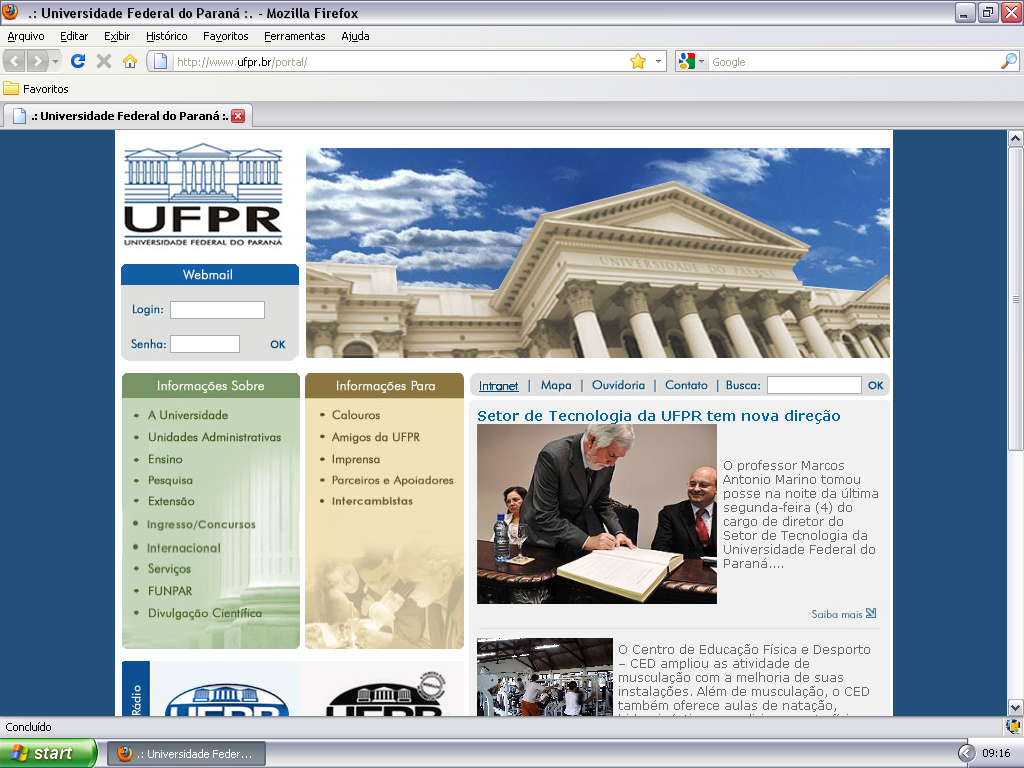 .: Universidade Federal do Paraná :. - Mozilla Firefox
Arquivo Editar Exibir Histórico Favoritos Ferramentas Ajuda
http://www.ufpr.br/portal/
Google
Favoritos
.: Universidade Federal do Paraná :.
UFPR
UNIVERSIDADE FEDERAL DO PARANÁ
UNIVERSIDADE DO PARANÁ
Webmail
Login:
Senha: OK
Informações Sobre
A Universidade
Unidades Administrativas
Ensino
Pesquisa
Extensão
Ingresso/Concursos
Internacional
Serviços
FUNPAR
Divulgação Científica
Informações Para
Calouros
Amigos da UFPR
Imprensa
Parceiros e Apoiadores
Intercambistas
Intranet | Mapa | Ouvidoria | Contato | Busca: OK
Setor de Tecnologia da UFPR tem nova direção
O professor Marcos
Antonio Marino tomou
posse na noite da última
segunda-feira (4) do
cargo de diretor do
Setor de Tecnologia da
Universidade Federal do
Paraná....
Saiba mais
O Centro de Educação Física e Desporto
– CED ampliou as atividade de
musculação com a melhoria de suas
instalações. Além de musculação, o CED
também oferece aulas de natação,
Rádio
UFPR
UFPR
Concluído
start
.: Universidade Feder...
09:16